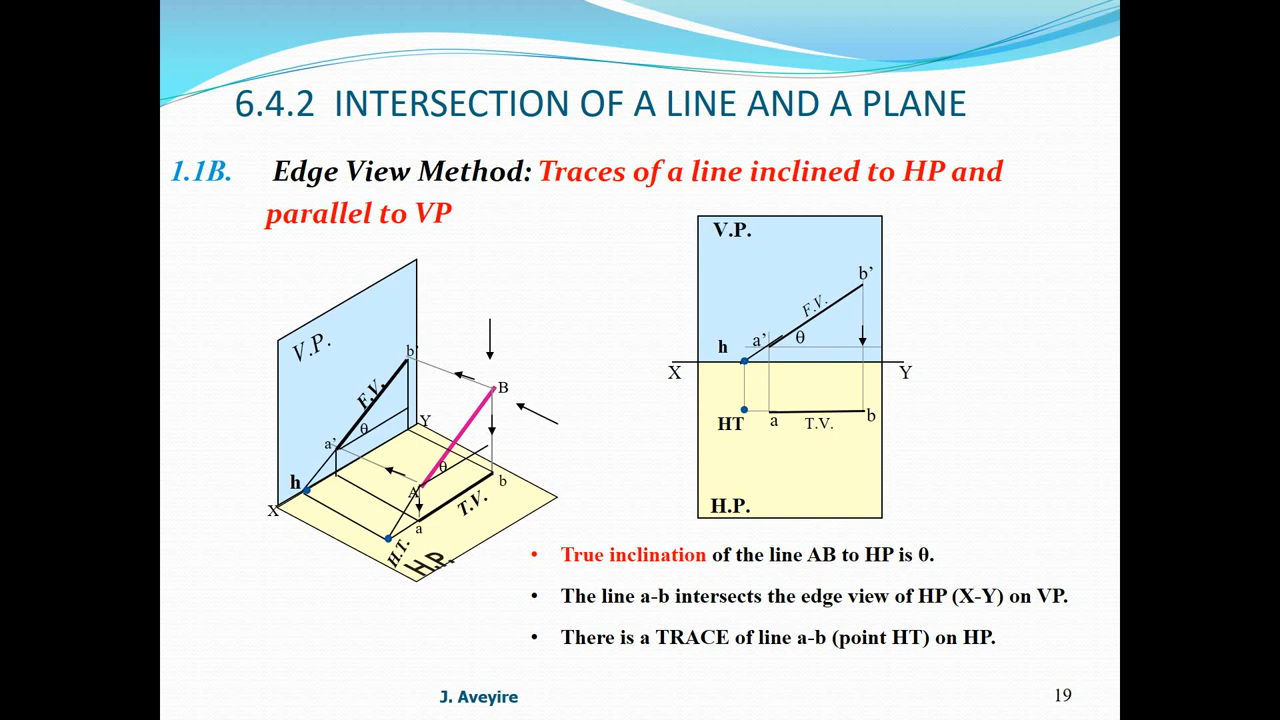 6.4.2 INTERSECTION OF A LINE AND A PLANE
1.1B. Edge View Method: Traces of a line inclined to HP and
parallel to VP
V.P.
b'
F.V.
θ
a'
Y
h
X
B
θ
A
b
T.V.
a
H.T.
H.P.
V.P.
b'
F.V.
a'
θ
h
X
Y
HT
a
T.V.
b
H.P.
• True inclination of the line AB to HP is θ.
• The line a-b intersects the edge view of HP (X-Y) on VP.
• There is a TRACE of line a-b (point HT) on HP.
J. Aveyire
19